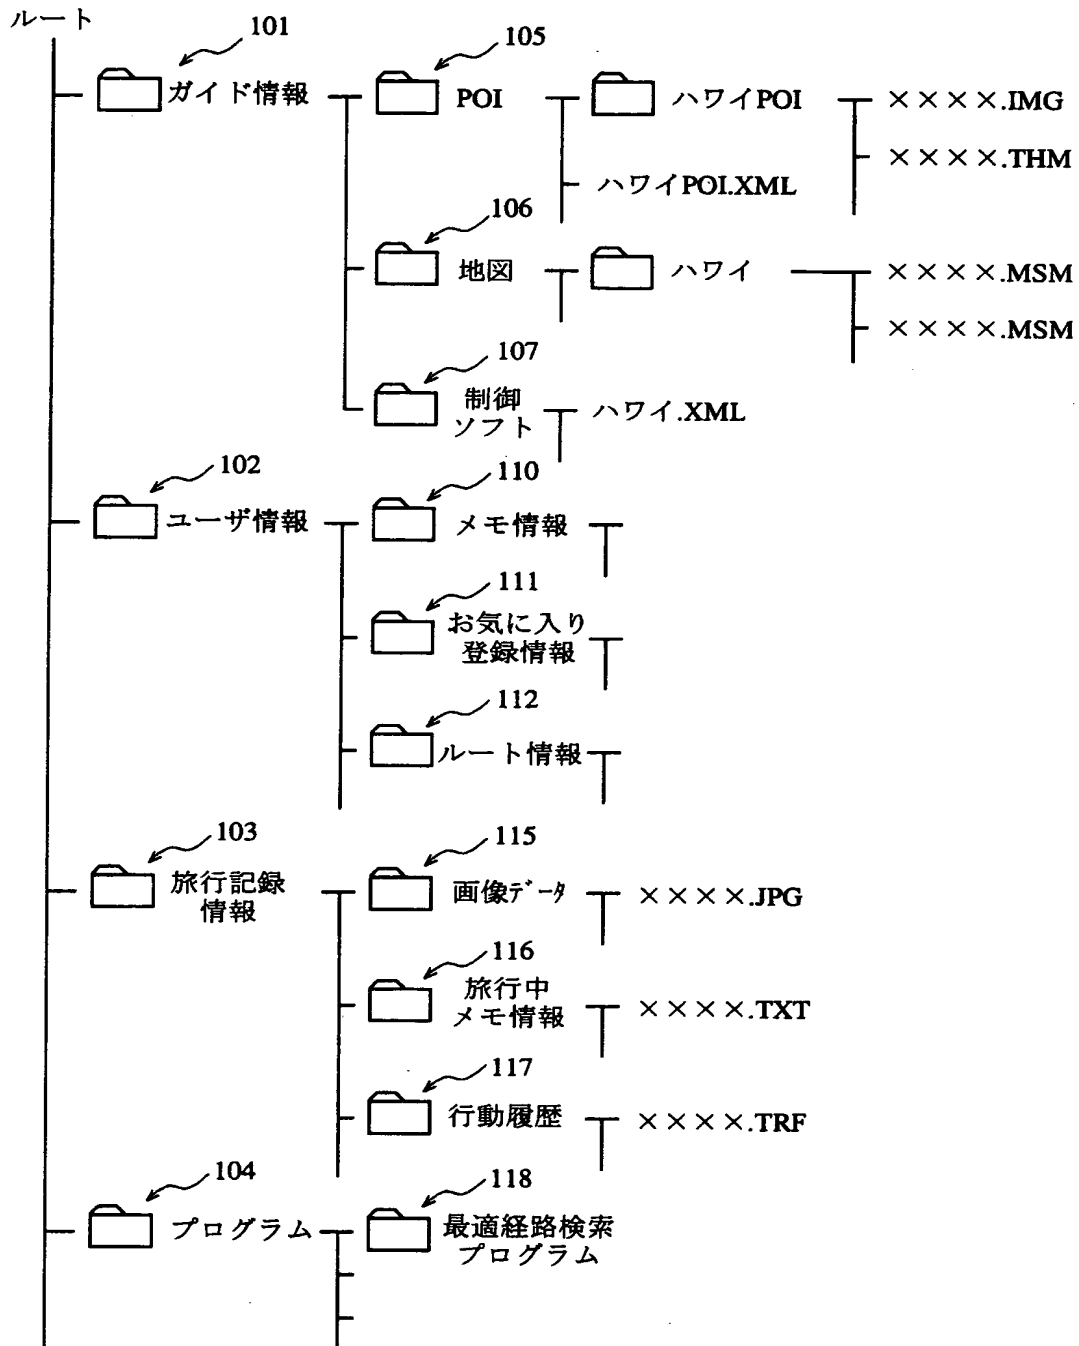 ルート
101
ガイド情報
105
POI
ハワイPOI
××××.IMG
××××.THM
ハワイPOI.XML
106
地図
ハワイ
××××.MSM
××××.MSM
107
制御
ソフト
ハワイ.XML
102
ユーザ情報
110
メモ情報
111
お気に入り
登録情報
112
ルート情報
103
旅行記録
情報
115
画像データ
××××.JPG
116
旅行中
メモ情報
××××.TXT
117
行動履歴
××××.TRF
104
プログラム
118
最適経路検索
プログラム